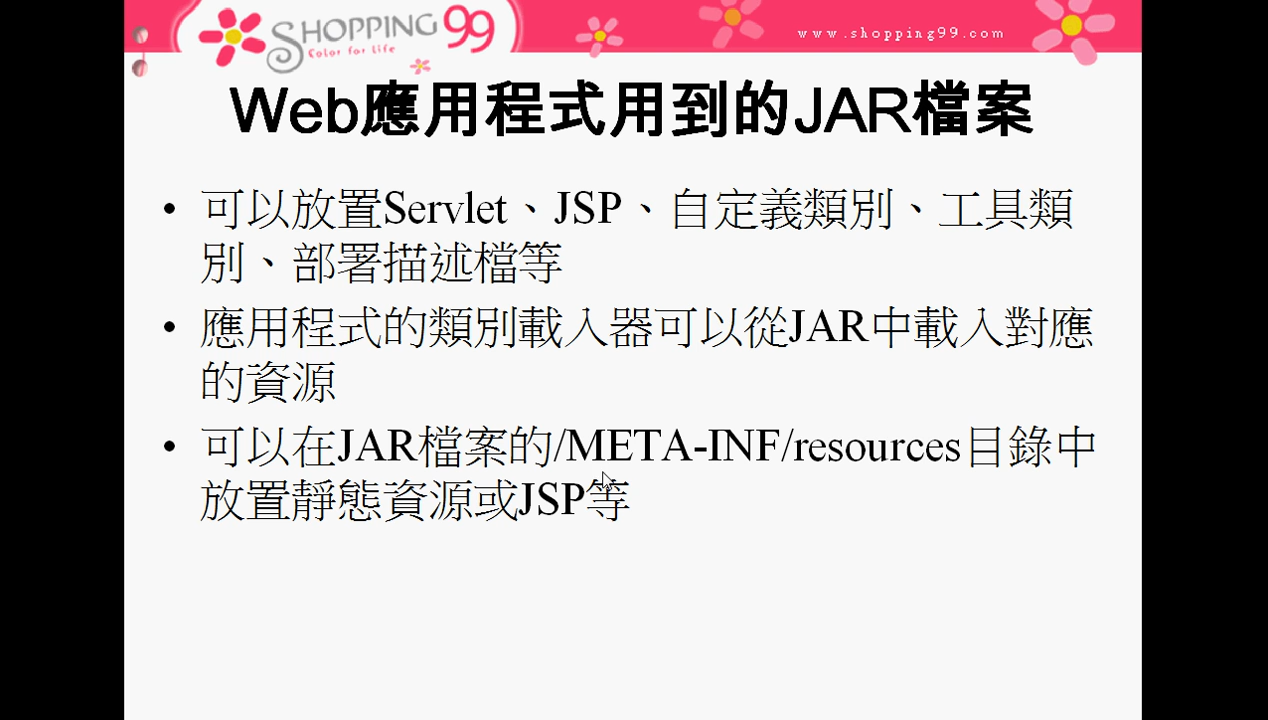 SHOPPING 99
Color for Life
www.shopping99.com
Web應用程式用到的JAR檔案
• 可以放置Servlet、JSP、自定義類別、工具類
別、部署描述檔等
• 應用程式的類別載入器可以從JAR中載入對應
的資源
• 可以在JAR檔案的/META-INF/resources目錄中
放置靜態資源或JSP等